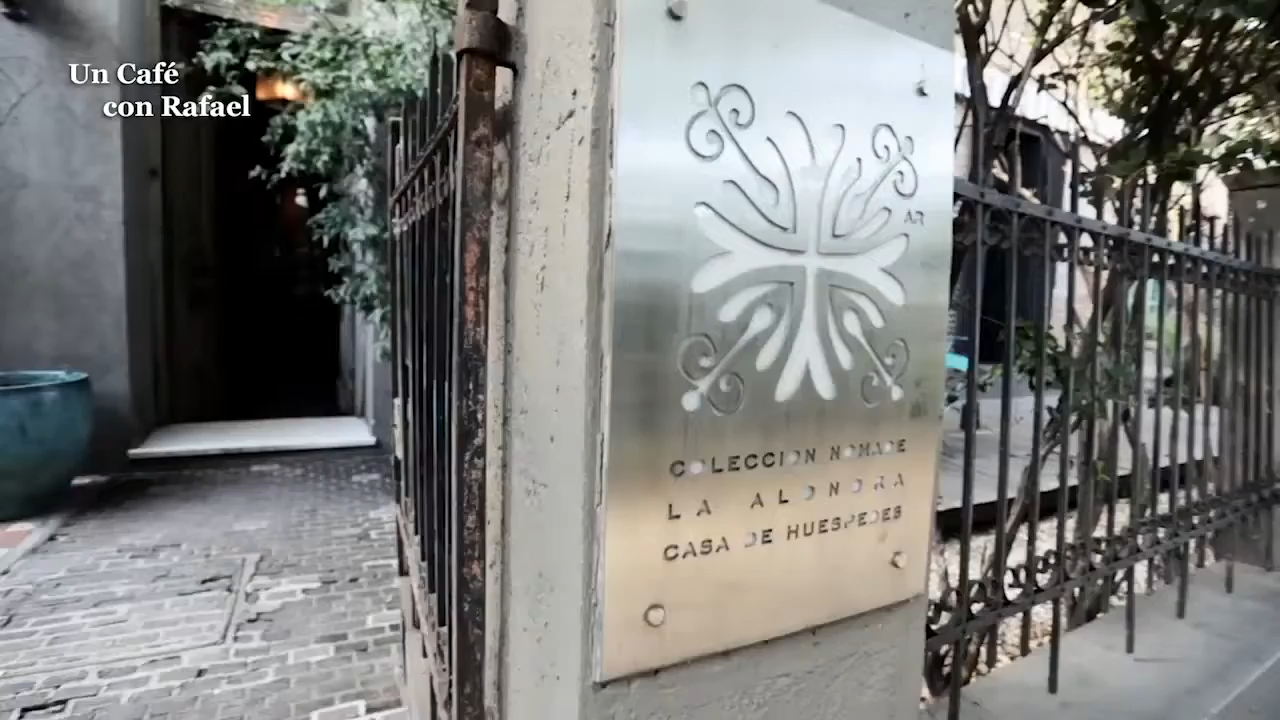 Un Café
con Rafael
AR
COLECCION NOMADE
LA ALONDRA
CASA DE HUESPEDES